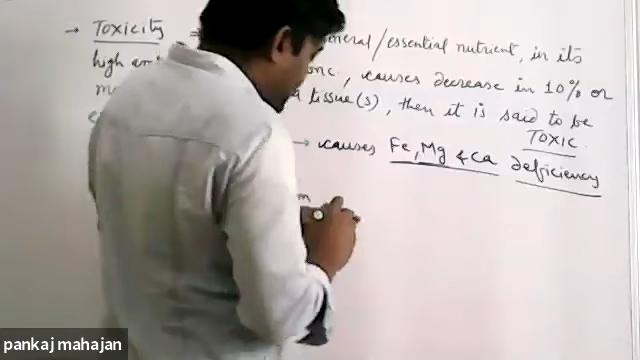 → Toxicity = mineral/essential nutrient, in its
high conc., causes decrease in 10% or
tissue(s), then it is said to be
TOXIC.
→ causes Fe, Mg & Ca deficiency
m
pankaj mahajan